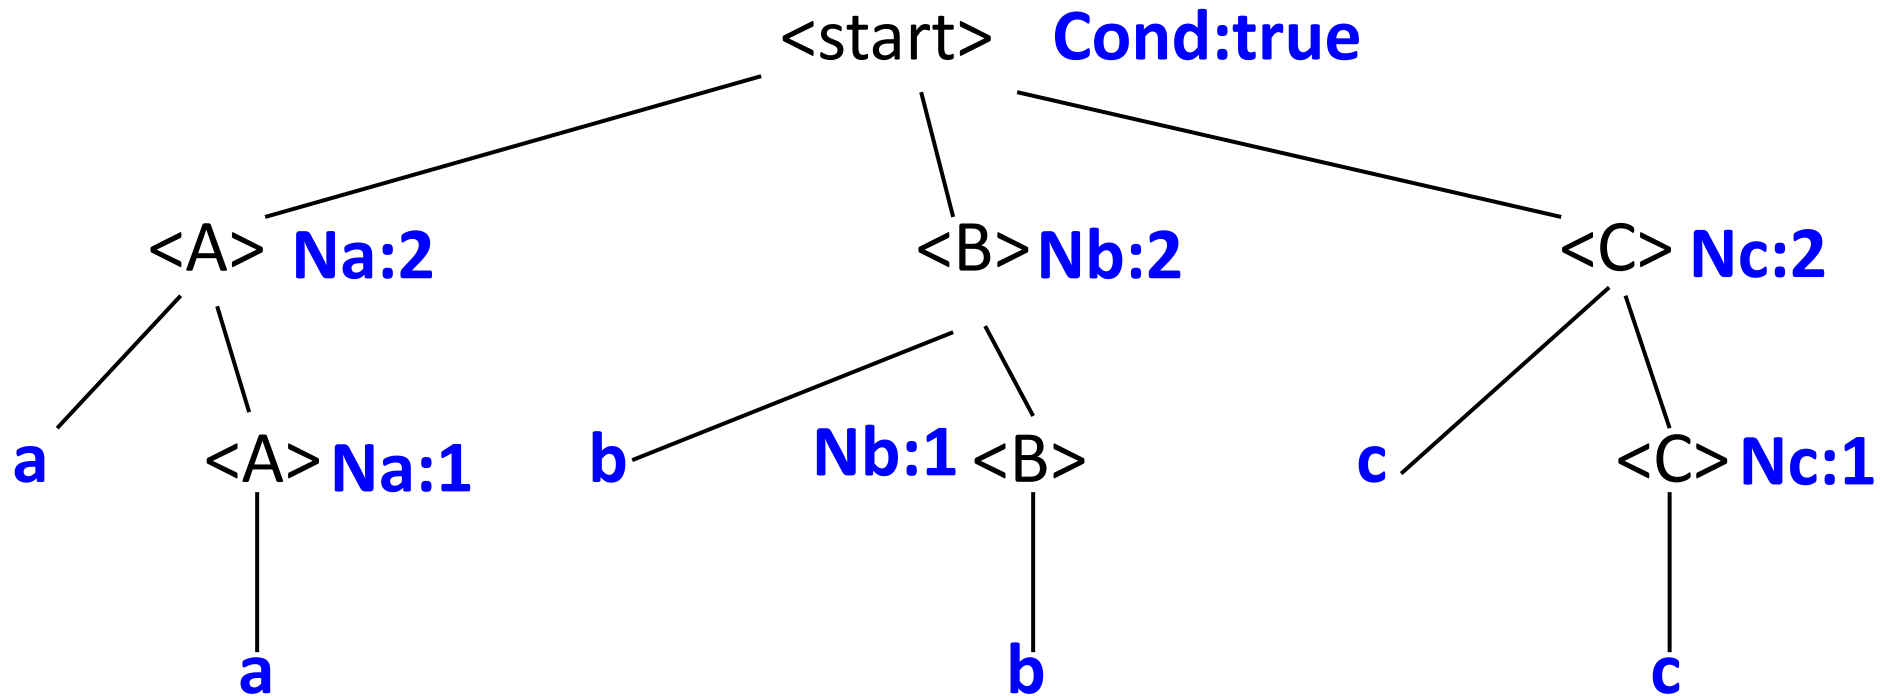 <start> Cond:true
<A> Na:2 <B> Nb:2 <C> Nc:2
a <A> Na:1 b Nb:1 <B> c <C> Nc:1
a b c